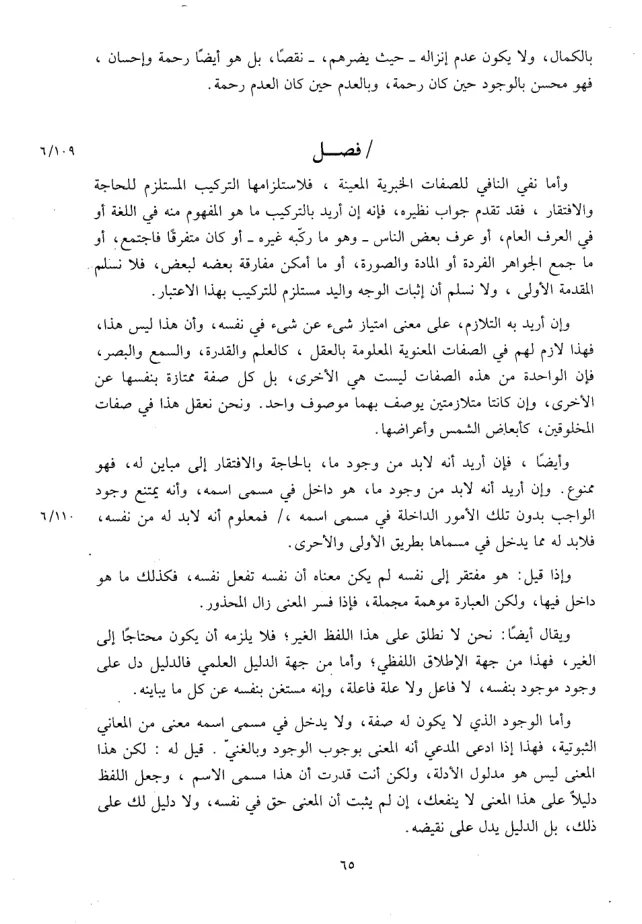 بالكمال، ولا يكون عدم إنزاله ـ حيث يضرهم، ـ نقصًا، بل هو أيضًا رحمة وإحسان ،
فهو محسن بالوجود حين كان رحمة، وبالعدم حين كان العدم رحمة.
/ فصــل
٦/١٠٩
وأما نفي النافي للصفات الخبرية المعينة ، فلاستلزامها التركيب المستلزم للحاجة
والافتقار ، فقد تقدم جواب نظيره، فإنه إن أريد بالتركيب ما هو المفهوم منه في اللغة أو
في العرف العام، أو عرف بعض الناس ـ وهو ما ركّبه غيره ـ أو كان متفرقًا فاجتمع، أو
ما جمع الجواهر الفردة أو المادة والصورة، أو ما أمكن مفارقة بعضه لبعض، فلا نسلم
المقدمة الأولى ، ولا نسلم أن إثبات الوجه واليد مستلزم للتركيب بهذا الاعتبار.
وإن أريد به التلازم، على معنى امتياز شىء عن شىء في نفسه، وأن هذا ليس هذا،
فهذا لازم لهم في الصفات المعنوية المعلومة بالعقل ، كالعلم والقدرة، والسمع والبصر،
فإن الواحدة من هذه الصفات ليست هي الأخرى، بل كل صفة ممتازة بنفسها عن
الأخرى، وإن كانتا متلازمتين يوصف بهما موصوف واحد. ونحن نعقل هذا في صفات
المخلوقين، كأبعاض الشمس وأعراضها.
وأيضًا ، فإن أريد أنه لابد من وجود ما، بالحاجة والافتقار إلى مباين له، فهو
ممنوع. وإن أريد أنه لابد من وجود ما، هو داخل في مسمى اسمه، وأنه يمتنع وجود
الواجب بدون تلك الأمور الداخلة في مسمى اسمه ،/ فمعلوم أنه لابد له من نفسه،
٦/١١٠
فلابد له مما يدخل في مسماها بطريق الأولى والأحرى.
وإذا قيل: هو مفتقر إلى نفسه لم يكن معناه أن نفسه تفعل نفسه، فكذلك ما هو
داخل فيها، ولكن العبارة موهمة مجملة، فإذا فسر المعنى زال المحذور.
ويقال أيضًا: نحن لا نطلق على هذا اللفظ الغير؛ فلا يلزمه أن يكون محتاجًا إلى
الغير، فهذا من جهة الإطلاق اللفظي؛ وأما من جهة الدليل العلمي فالدليل دل على
وجود موجود بنفسه، لا فاعل ولا علة فاعلة، وإنه مستغن بنفسه عن كل ما يباينه.
وأما الوجود الذي لا يكون له صفة، ولا يدخل في مسمى اسمه معنى من المعاني
الثبوتية، فهذا إذا ادعى المدعي أنه المعنى بوجوب الوجود وبالغنيّ . قيل له : لكن هذا
المعنى ليس هو مدلول الأدلة، ولكن أنت قدرت أن هذا مسمى الاسم ، وجعل اللفظ
دليلاً على هذا المعنى لا ينفعك، إن لم يثبت أن المعنى حق في نفسه، ولا دليل لك على
ذلك، بل الدليل يدل على نقيضه.
٦٥